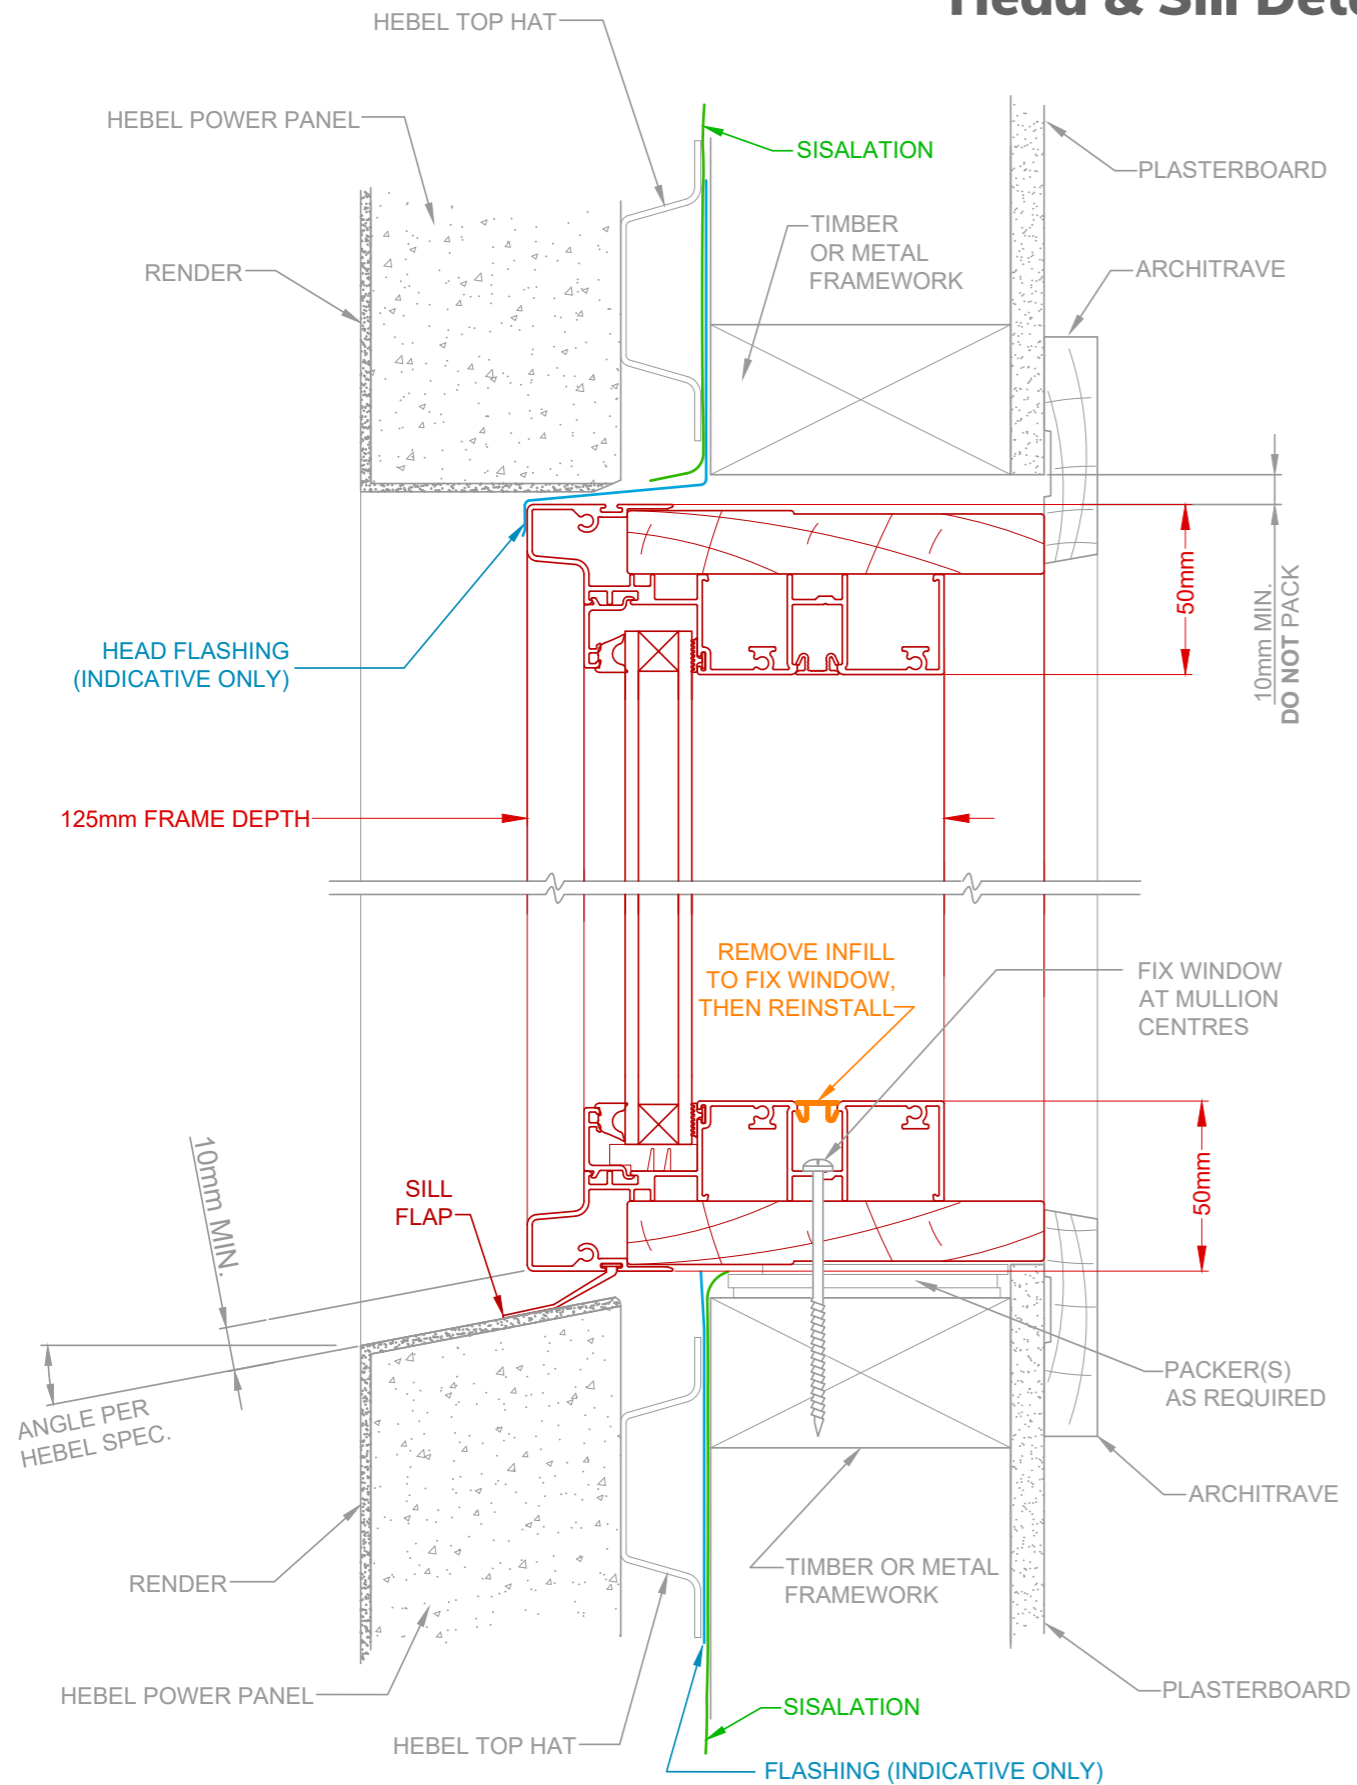 HEBEL TOP HAT
HEBEL POWER PANEL
SISALATION
PLASTERBOARD
TIMBER
OR METAL
FRAMEWORK
RENDER
ARCHITRAVE
50mm
10mm MIN.
DO NOT PACK
HEAD FLASHING
(INDICATIVE ONLY)
125mm FRAME DEPTH
REMOVE INFILL
TO FIX WINDOW,
THEN REINSTALL
FIX WINDOW
AT MULLION
CENTRES
10mm MIN.
SILL
FLAP
50mm
ANGLE PER
HEBEL SPEC.
PACKER(S)
AS REQUIRED
ARCHITRAVE
RENDER
TIMBER OR METAL
FRAMEWORK
HEBEL POWER PANEL
SISALATION
PLASTERBOARD
HEBEL TOP HAT
FLASHING (INDICATIVE ONLY)